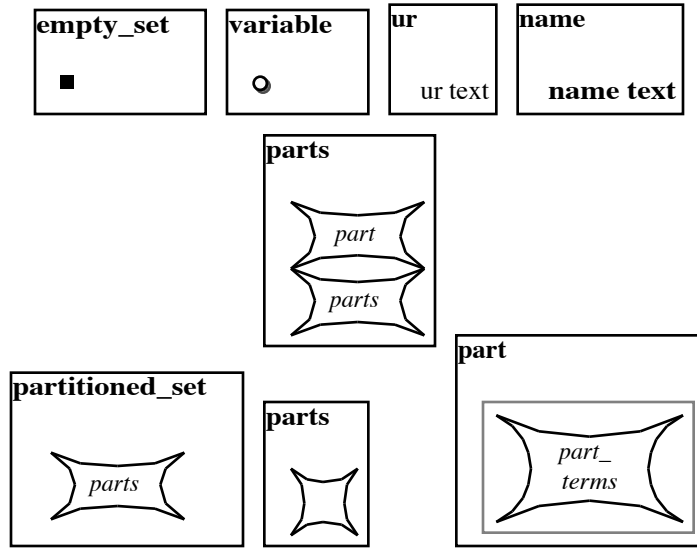 empty_set
variable
ur
name
ur text
name text
parts
part
parts
part
partitioned_set
parts
parts
part_
terms